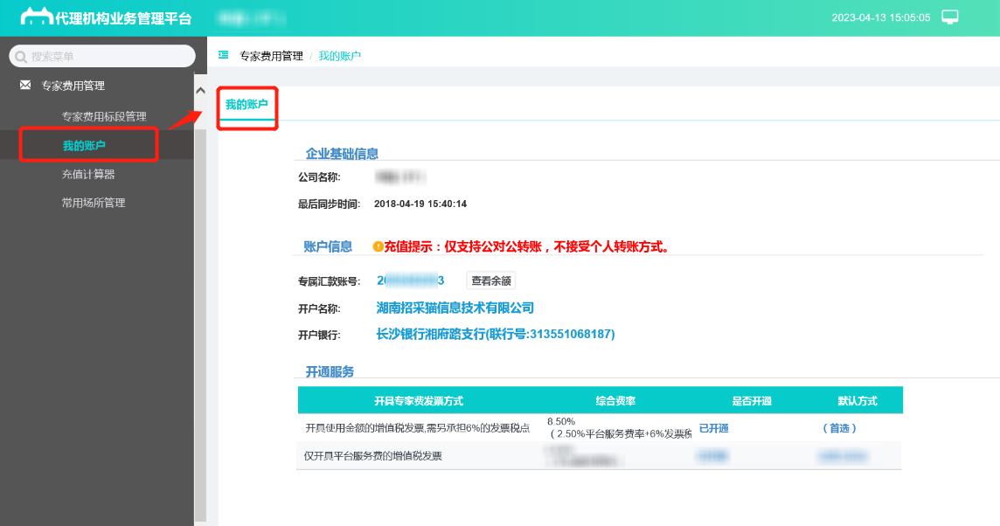 代理机构业务管理平台
2023-04-13 15:05:05
搜索菜单
专家费用管理 / 我的账户
专家费用管理
专家费用标段管理
我的账户
充值计算器
常用场所管理
我的账户
企业基础信息
公司名称:
最后同步时间: 2018-04-19 15:40:14
账户信息 充值提示：仅支持公对公转账，不接受个人转账方式。
专属汇款账号: 查看余额
开户名称: 湖南招采猫信息技术有限公司
开户银行: 长沙银行湘府路支行(联行号:313551068187)
开通服务
开具专家费发票方式 综合费率 是否开通 默认方式
开具使用金额的增值税发票,需另承担6%的发票税点 8.50% 已开通 （首选）
（2.50%平台服务费率+6%发票税
仅开具平台服务费的增值税发票